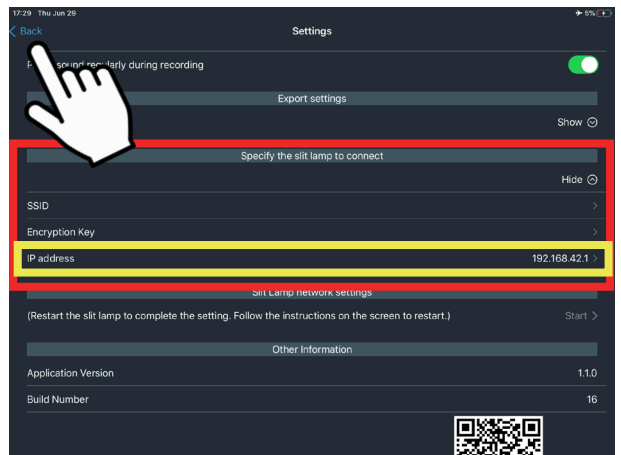 17:29 Thu Jun 29
5%
Back
Settings
sound regularly during recording
Export settings
Show
Specify the slit lamp to connect
Hide
SSID
Encryption Key
IP address 192.168.42.1
Slit Lamp network settings
(Restart the slit lamp to complete the setting. Follow the instructions on the screen to restart.) Start
Other Information
Application Version 1.1.0
Build Number 16